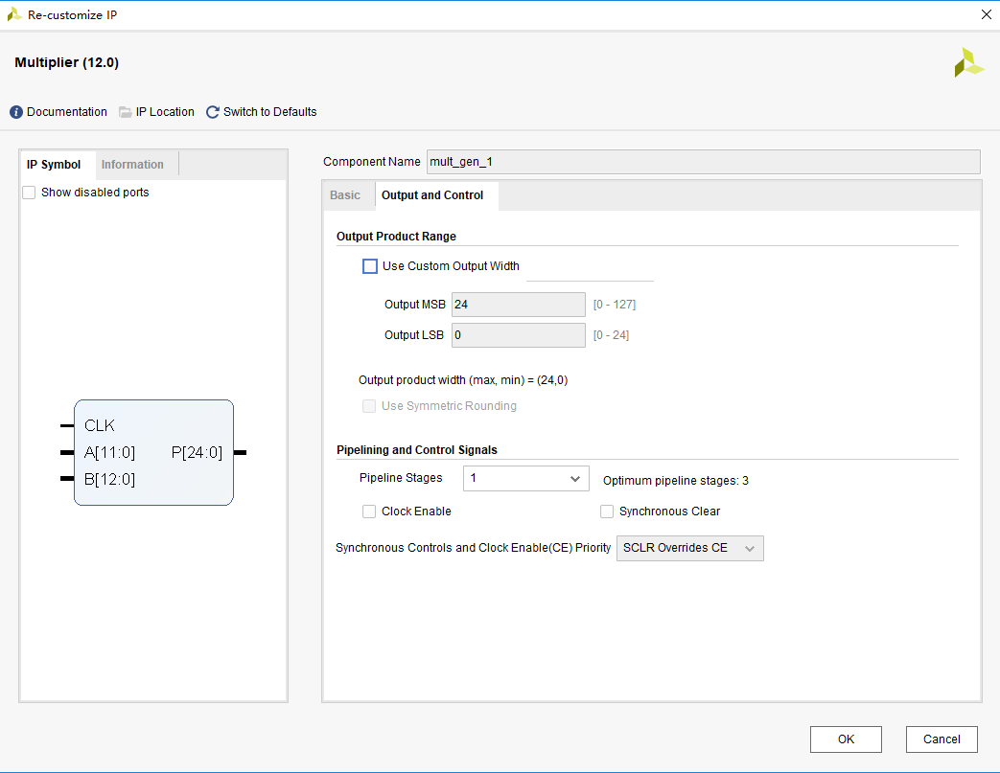 Re-customize IP
Multiplier (12.0)
Documentation IP Location Switch to Defaults
IP Symbol Information
Show disabled ports
CLK
A[11:0] P[24:0]
B[12:0]
Component Name mult_gen_1
Basic Output and Control
Output Product Range
Use Custom Output Width
Output MSB 24 [0 - 127]
Output LSB 0 [0 - 24]
Output product width (max, min) = (24,0)
Use Symmetric Rounding
Pipelining and Control Signals
Pipeline Stages 1 Optimum pipeline stages: 3
Clock Enable Synchronous Clear
Synchronous Controls and Clock Enable(CE) Priority SCLR Overrides CE
OK Cancel